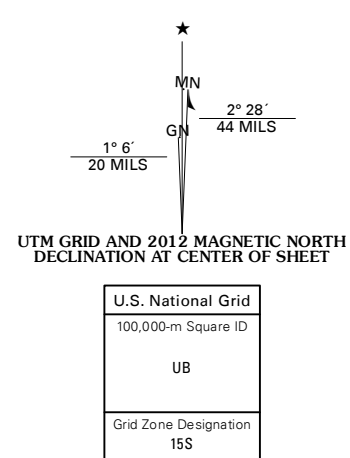 ★
MN
GN
2° 28´
44 MILS
1° 6´
20 MILS
UTM GRID AND 2012 MAGNETIC NORTH
DECLINATION AT CENTER OF SHEET
U.S. National Grid
100,000-m Square ID
UB
Grid Zone Designation
15S